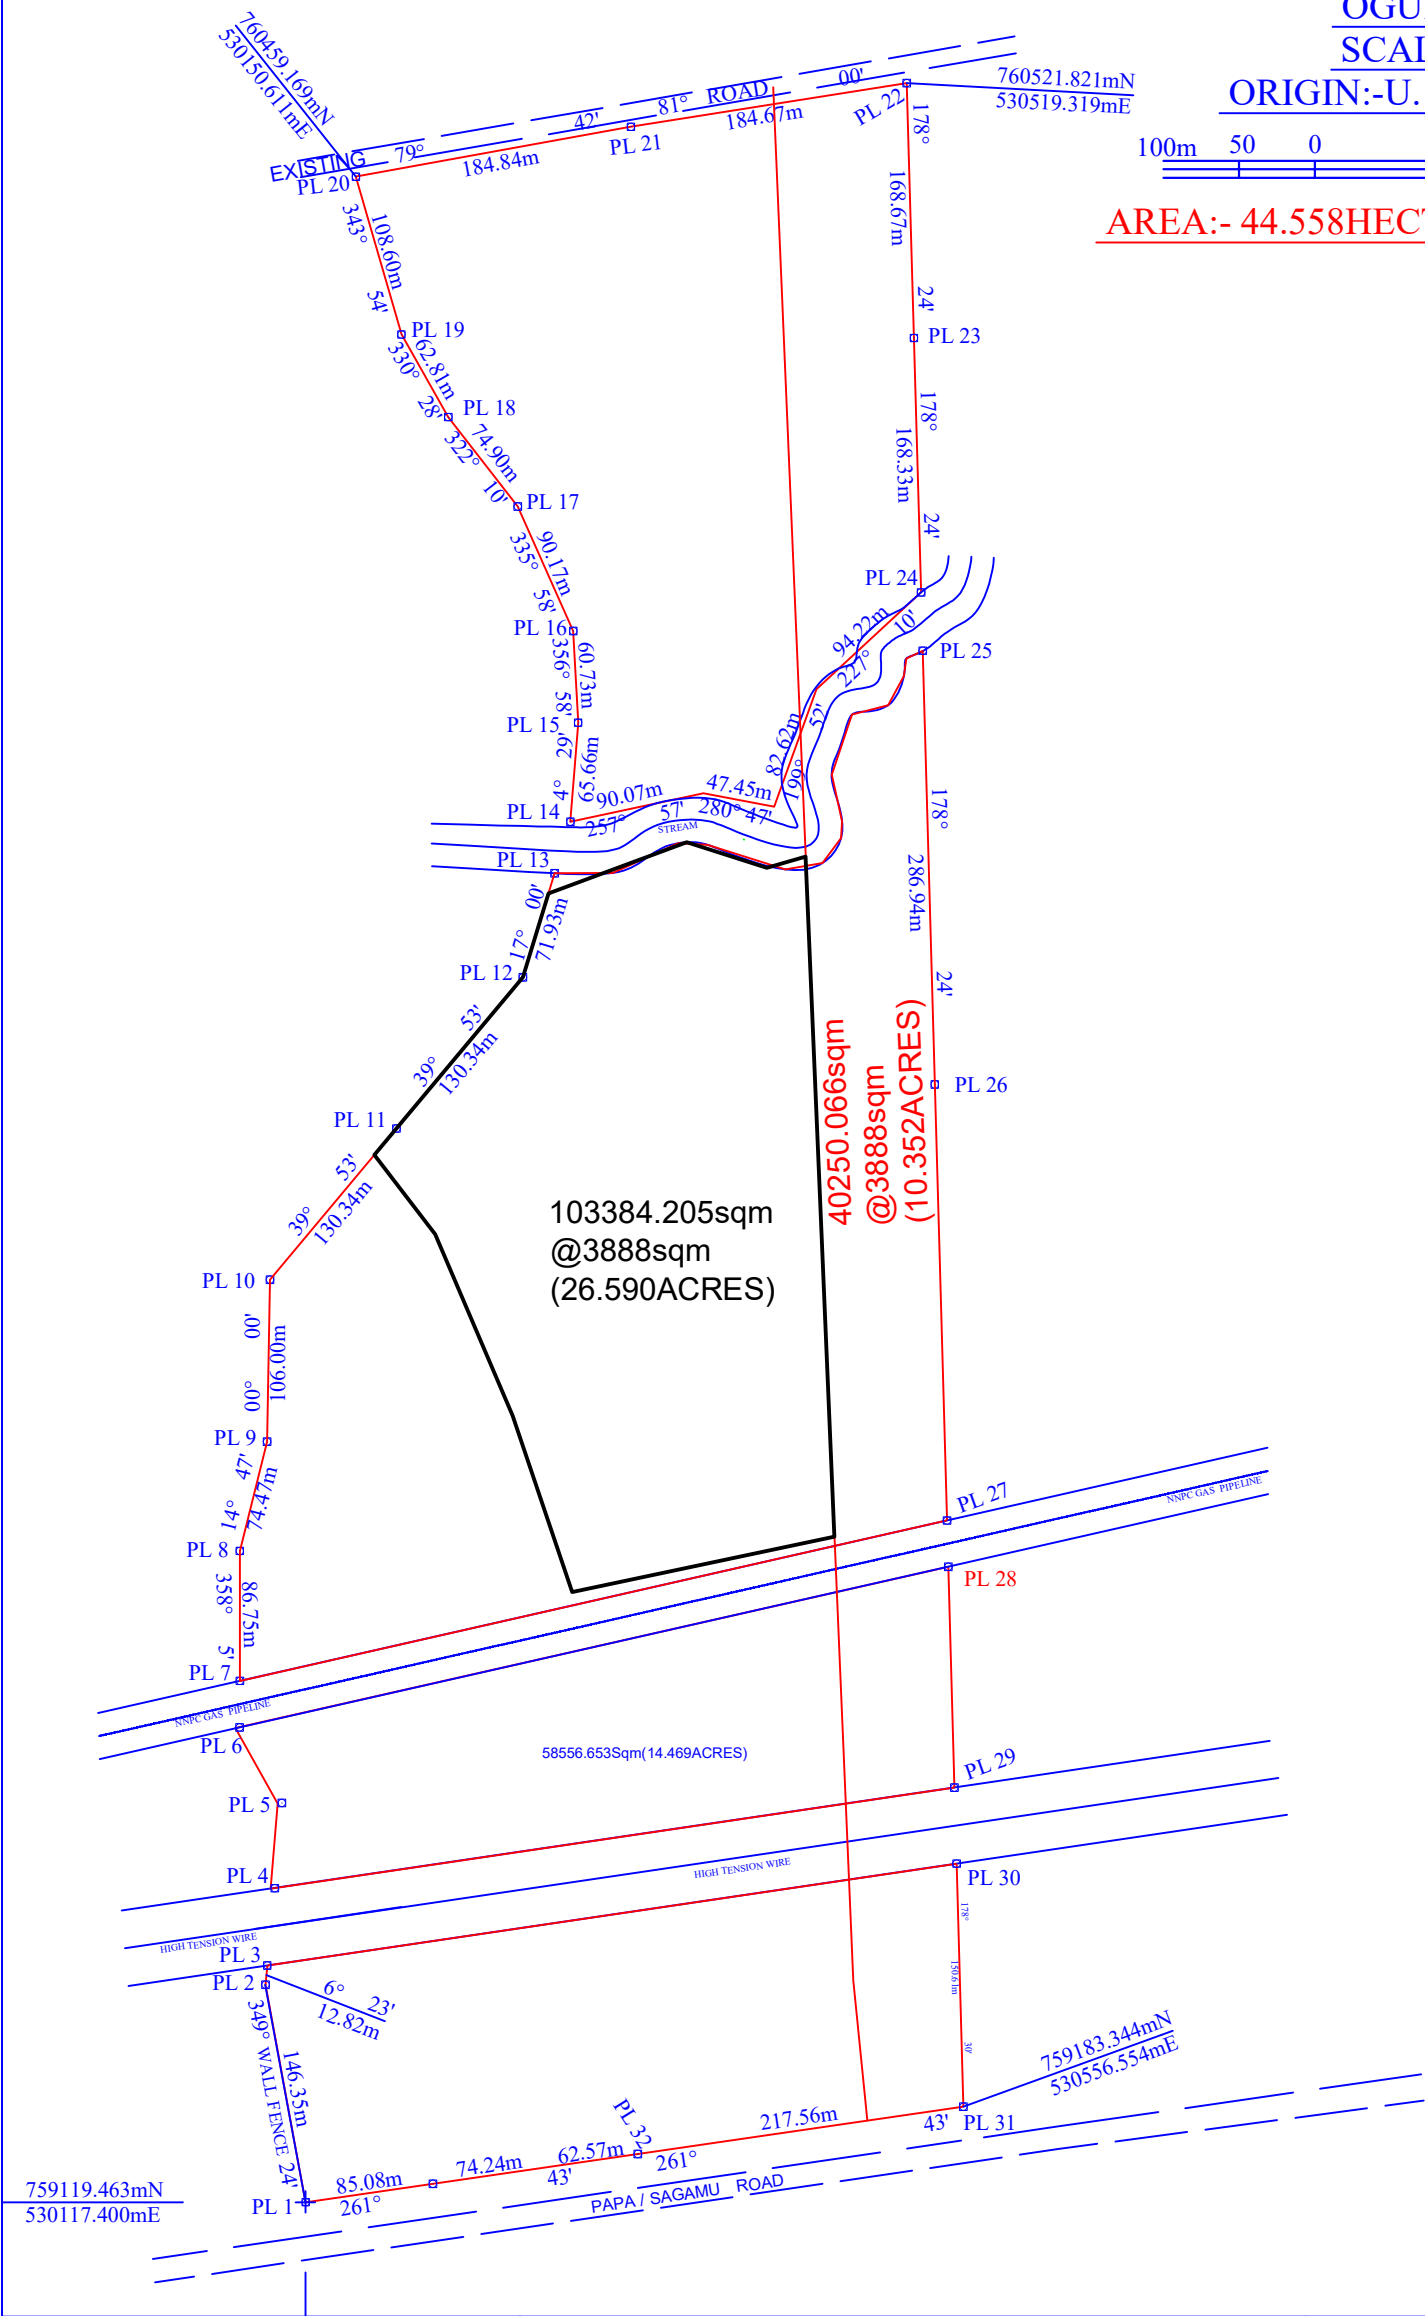 OGU
SCAL
ORIGIN:-U.
100m 50 0
AREA:- 44.558HECT
760459.169mN
530150.611mE
760521.821mN
530519.319mE
EXISTING
ROAD
79° 42'
184.84m
81° 00'
184.67m
PL 20
PL 21
PL 22
178° 24'
168.67m
343° 54'
108.60m
PL 19
PL 23
330° 28'
62.81m
PL 18
178° 24'
168.33m
322° 10'
74.90m
PL 17
335° 58'
90.17m
PL 24
94.22m
227° 10'
PL 16
PL 25
356° 58'
60.73m
PL 15
82.62m
199° 52'
4° 26'
65.69m
PL 14
90.07m
257° 57'
47.45m
280° 47'
STREAM
178° 24'
286.94m
PL 13
17° 00'
71.93m
PL 12
39° 53'
130.34m
PL 11
PL 26
40250.066sqm
@3888sqm
(10.352ACRES)
103384.205sqm
@3888sqm
(26.590ACRES)
39° 53'
130.34m
PL 10
00° 00'
106.00m
PL 9
14° 47'
74.47m
PL 8
358° 5'
86.75m
PL 7
PL 27
NNPC GAS PIPELINE
PL 28
NNPC GAS PIPELINE
PL 6
58556.653Sqm(14.469ACRES)
PL 5
PL 29
PL 4
HIGH TENSION WIRE
PL 30
HIGH TENSION WIRE
PL 3
PL 2
6° 23'
12.82m
178° 30'
150.61m
349° WALL FENCE 24'
146.35m
759183.344mN
530556.554mE
PL 31
PL 32
217.56m
261° 43'
62.57m
74.24m
43'
85.08m
261°
PL 1
759119.463mN
530117.400mE
PAPA / SAGAMU ROAD